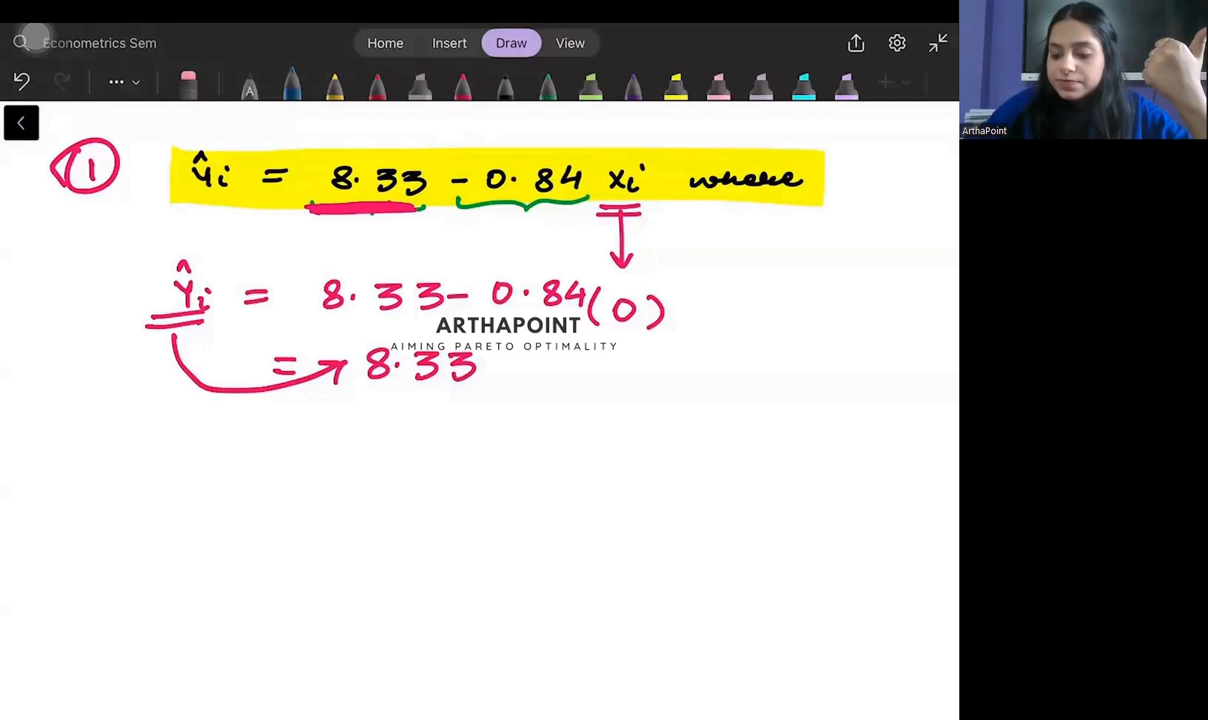 Econometrics Sem
Home Insert Draw View
A
ArthaPoint
① Ŷi = 8.33 - 0.84 Xi where
Ŷi = 8.33 - 0.84 (0)
ARTHAPOINT
AIMING PARETO OPTIMALITY
= 8.33